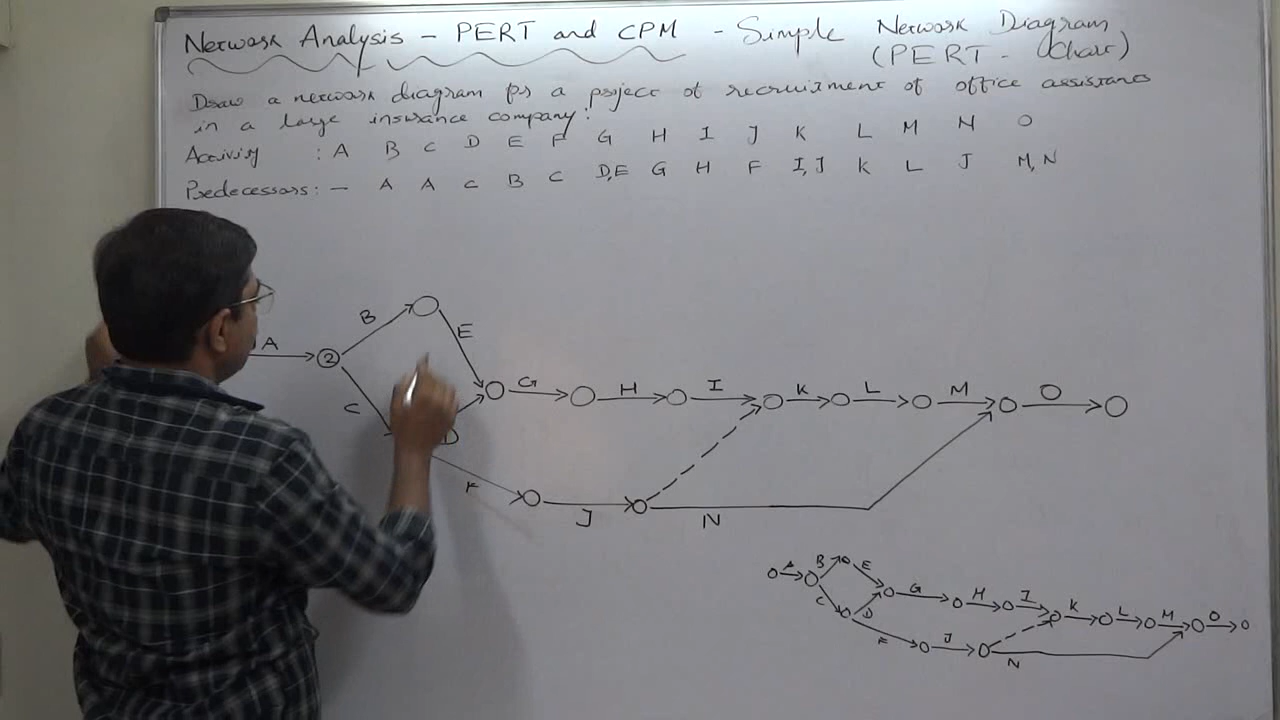 Network Analysis - PERT and CPM - Simple Network Diagram
(PERT - Chart)
Draw a network diagram for a project of recruitment of office assistance
in a large insurance company:
Activity : A B C D E F G H I J K L M N O
Predecessors: - A A C B C D,E G H F I,J K L J M,N
A 2 B C E D F G H I J K L M N O
A B C E D F G H I J K L M N O